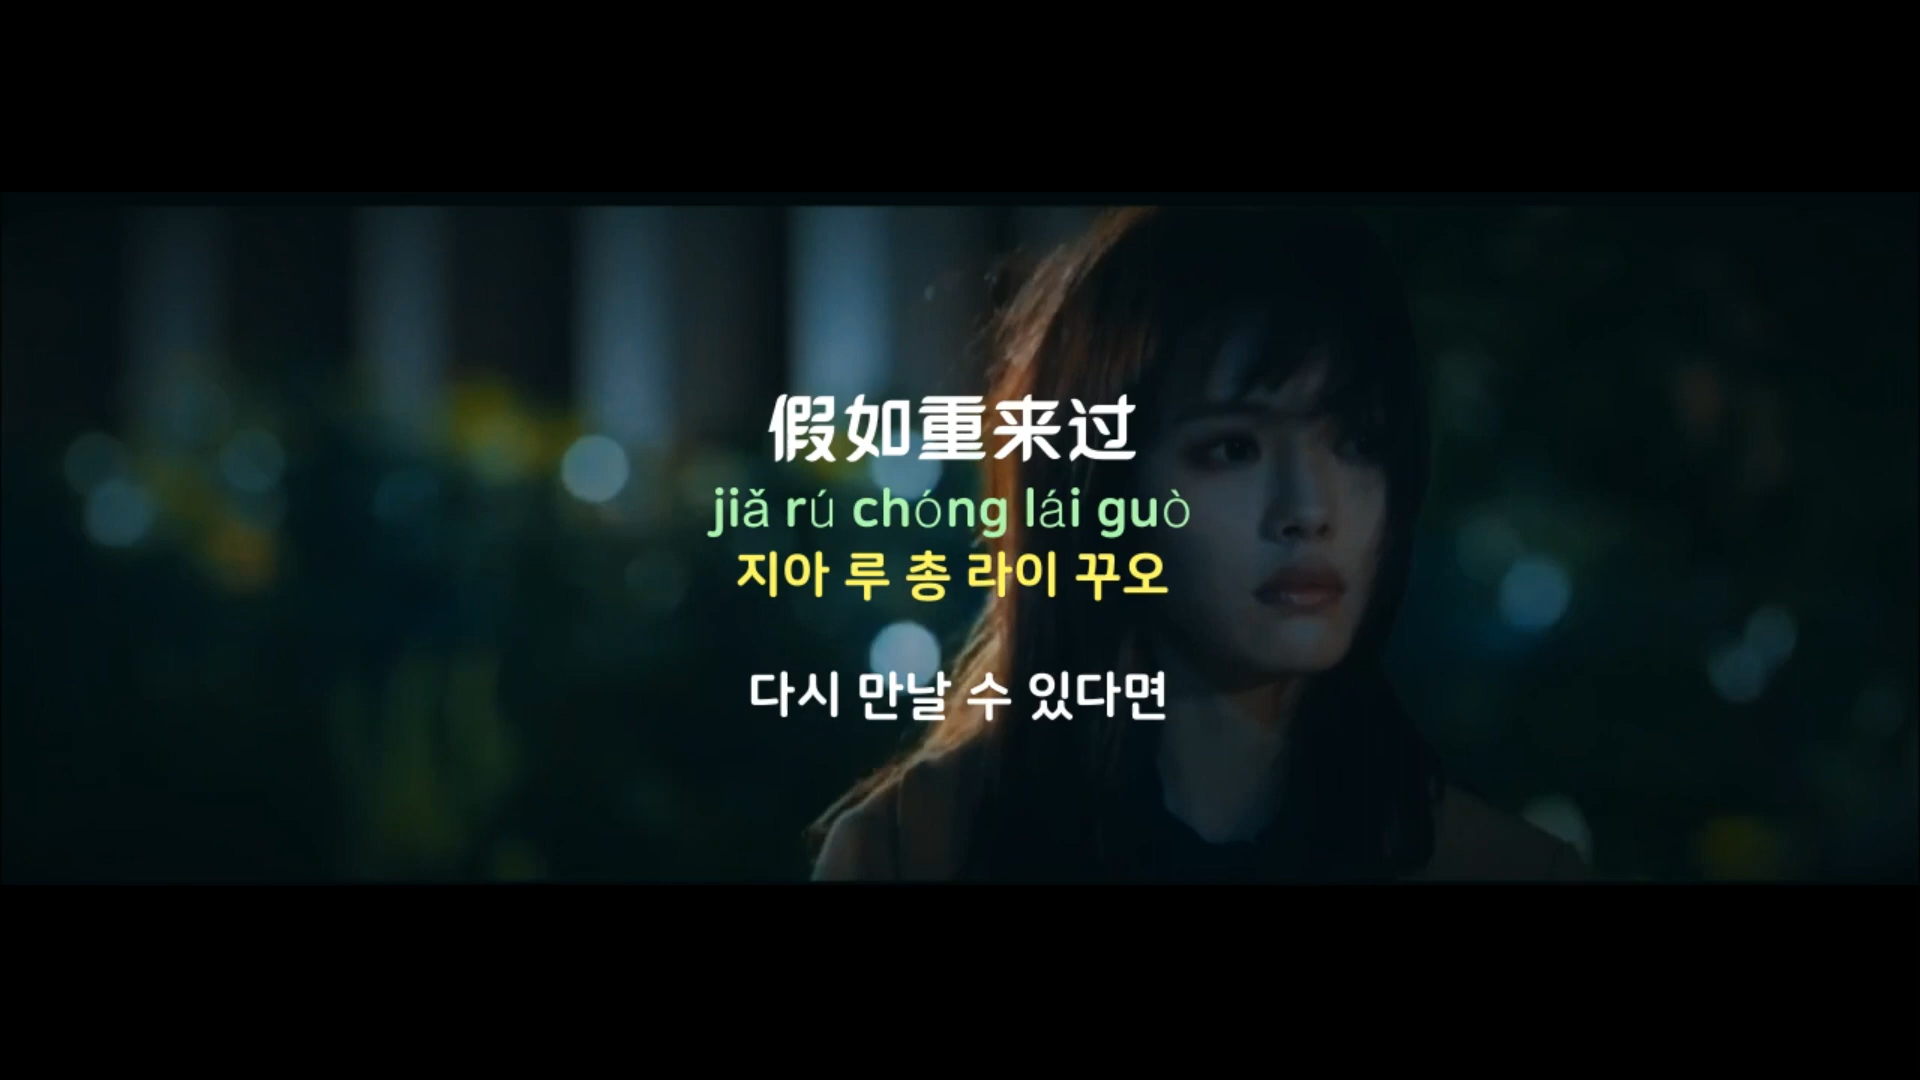 假如重来过
jiǎ rú chóng lái guò
지아 루 총 라이 꾸오
다시 만날 수 있다면